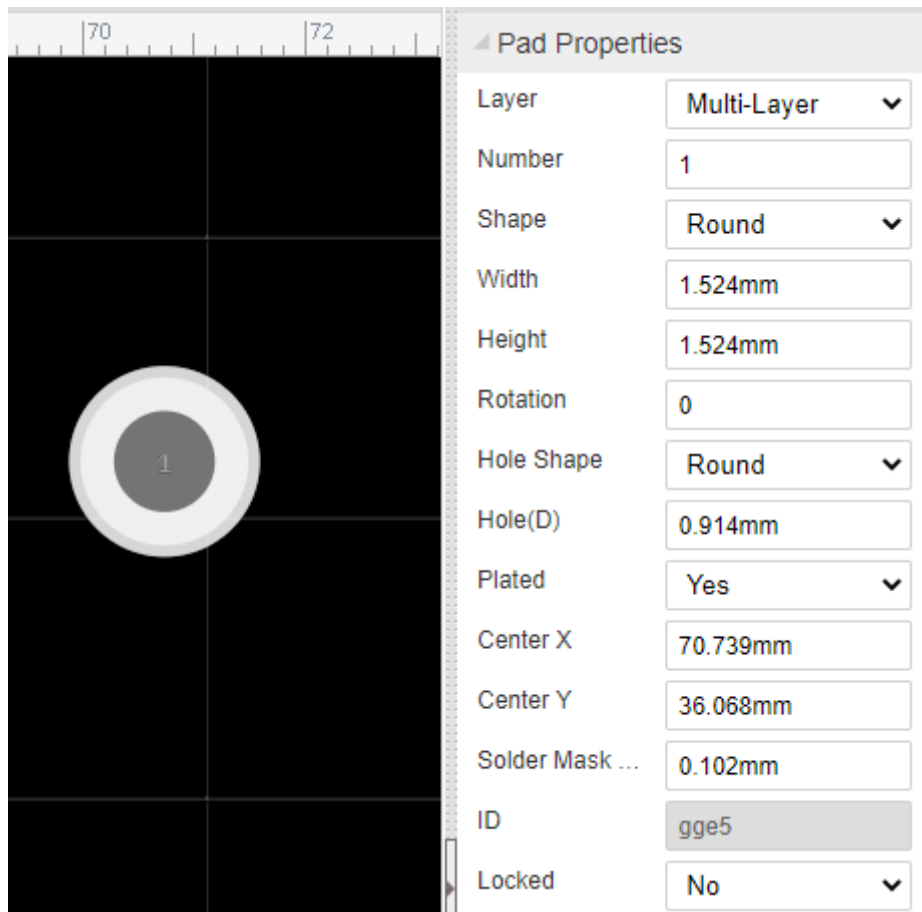 70 72
Pad Properties
Layer Multi-Layer
Number 1
Shape Round
Width 1.524mm
Height 1.524mm
Rotation 0
1
Hole Shape Round
Hole(D) 0.914mm
Plated Yes
Center X 70.739mm
Center Y 36.068mm
Solder Mask ... 0.102mm
ID gge5
Locked No